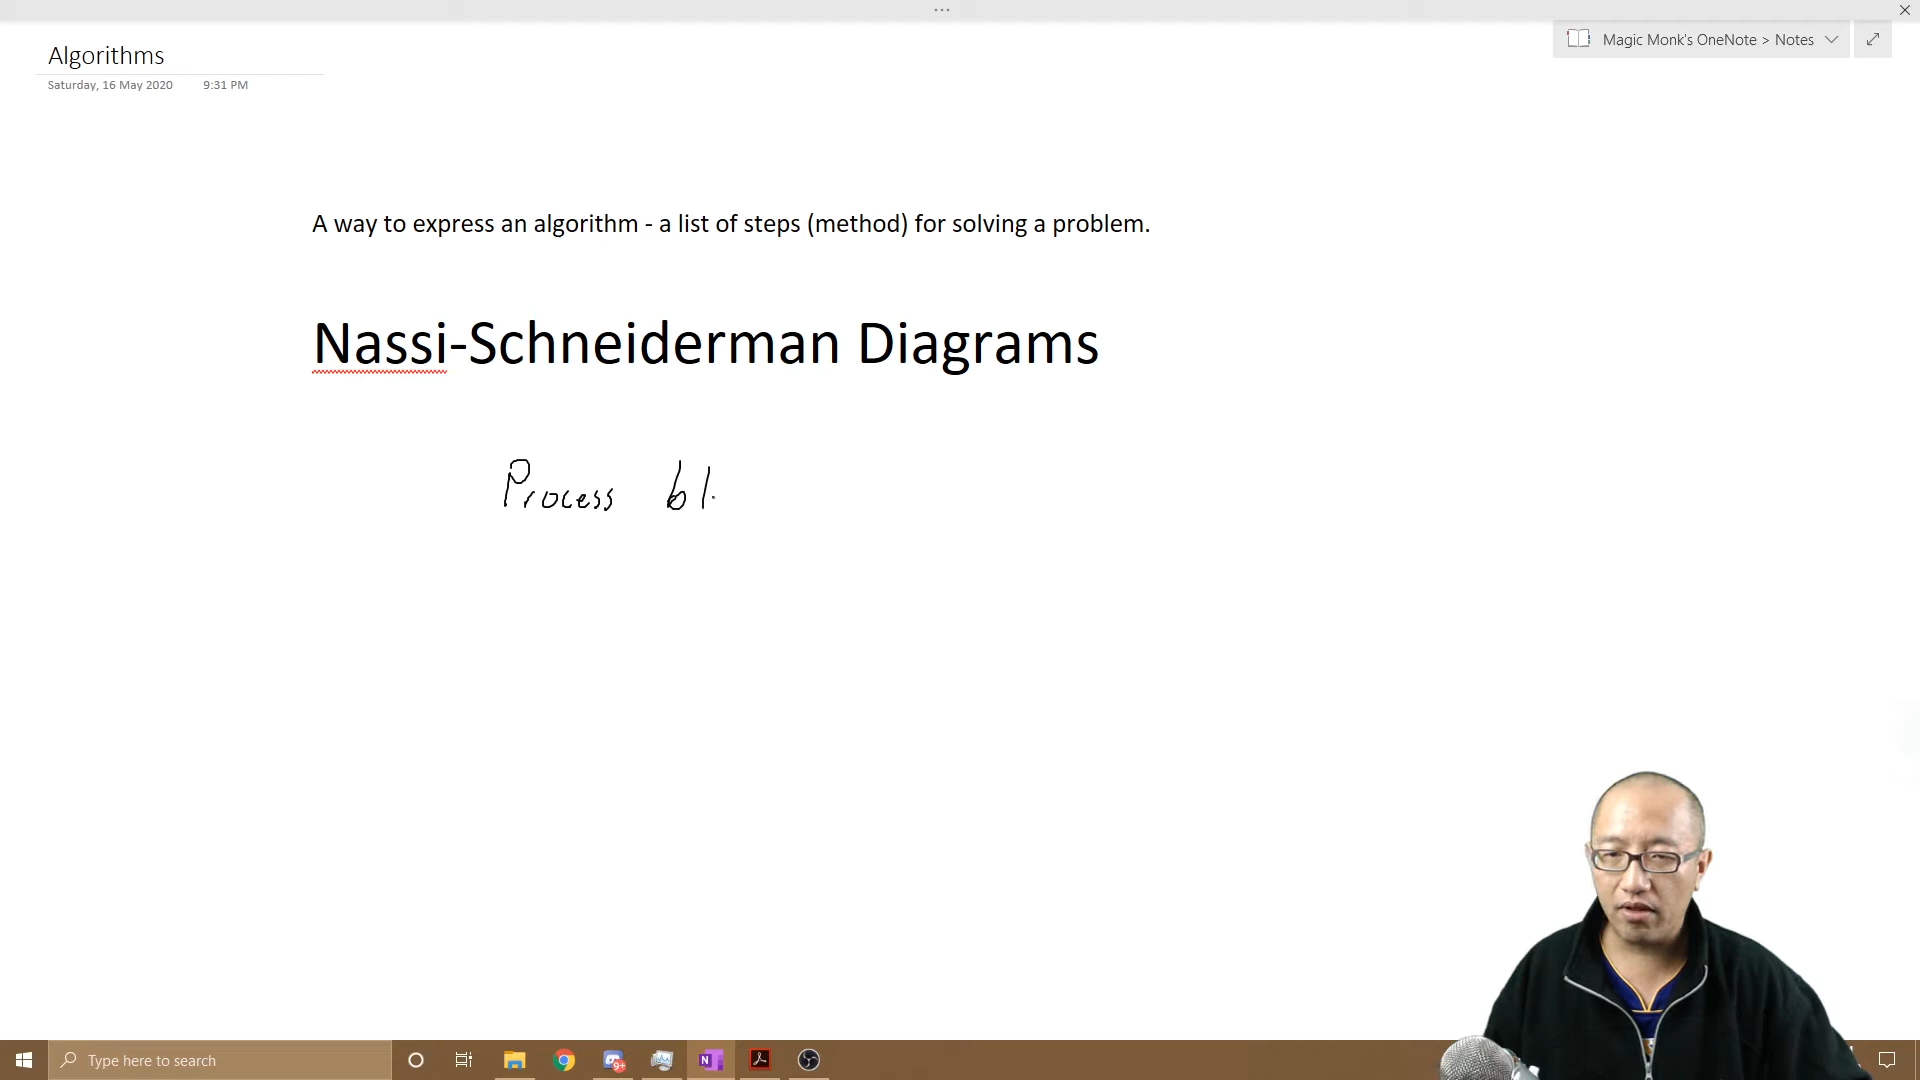 Algorithms
Magic Monk's OneNote > Notes
Saturday, 16 May 2020 9:31 PM
A way to express an algorithm - a list of steps (method) for solving a problem.
Nassi-Schneiderman Diagrams
Process bl
Type here to search
9+
N